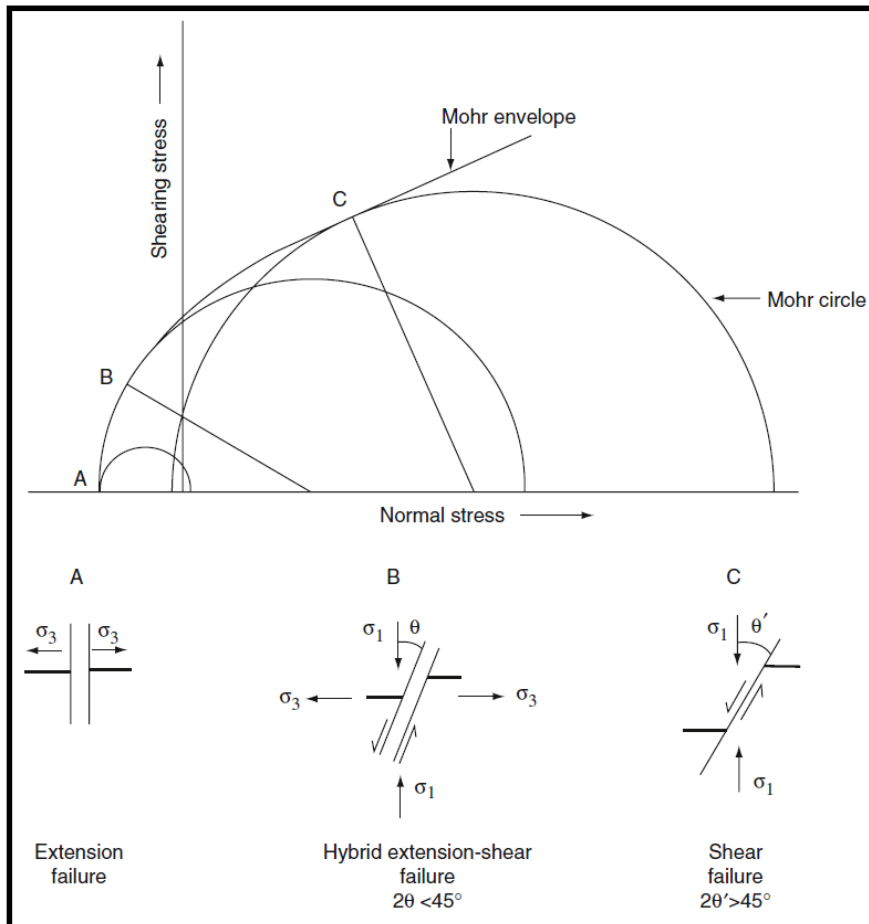 Shearing stress
Mohr envelope
C
Mohr circle
B
A
Normal stress
A
B
C
σ3
σ3
σ1
θ
σ3
σ3
σ1
σ1
θ′
σ1
Extension
failure
Hybrid extension-shear
failure
2θ <45°
Shear
failure
2θ′>45°